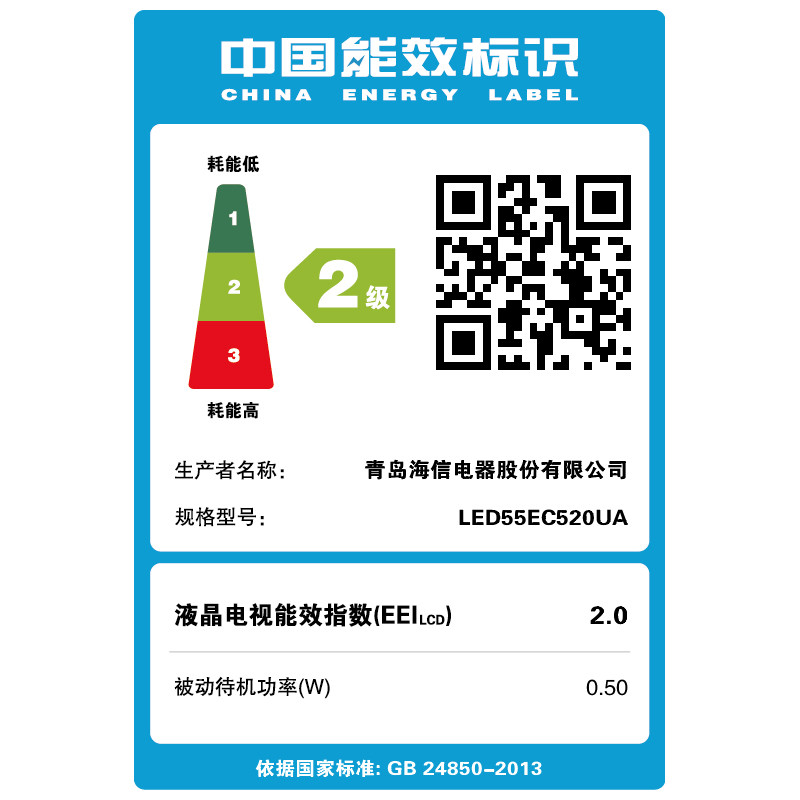 中国能效标识
CHINA ENERGY LABEL
耗能低
1
2
3
2级
耗能高
生产者名称： 青岛海信电器股份有限公司
规格型号： LED55EC520UA
液晶电视能效指数(EEILCD) 2.0
被动待机功率(W) 0.50
依据国家标准: GB 24850-2013